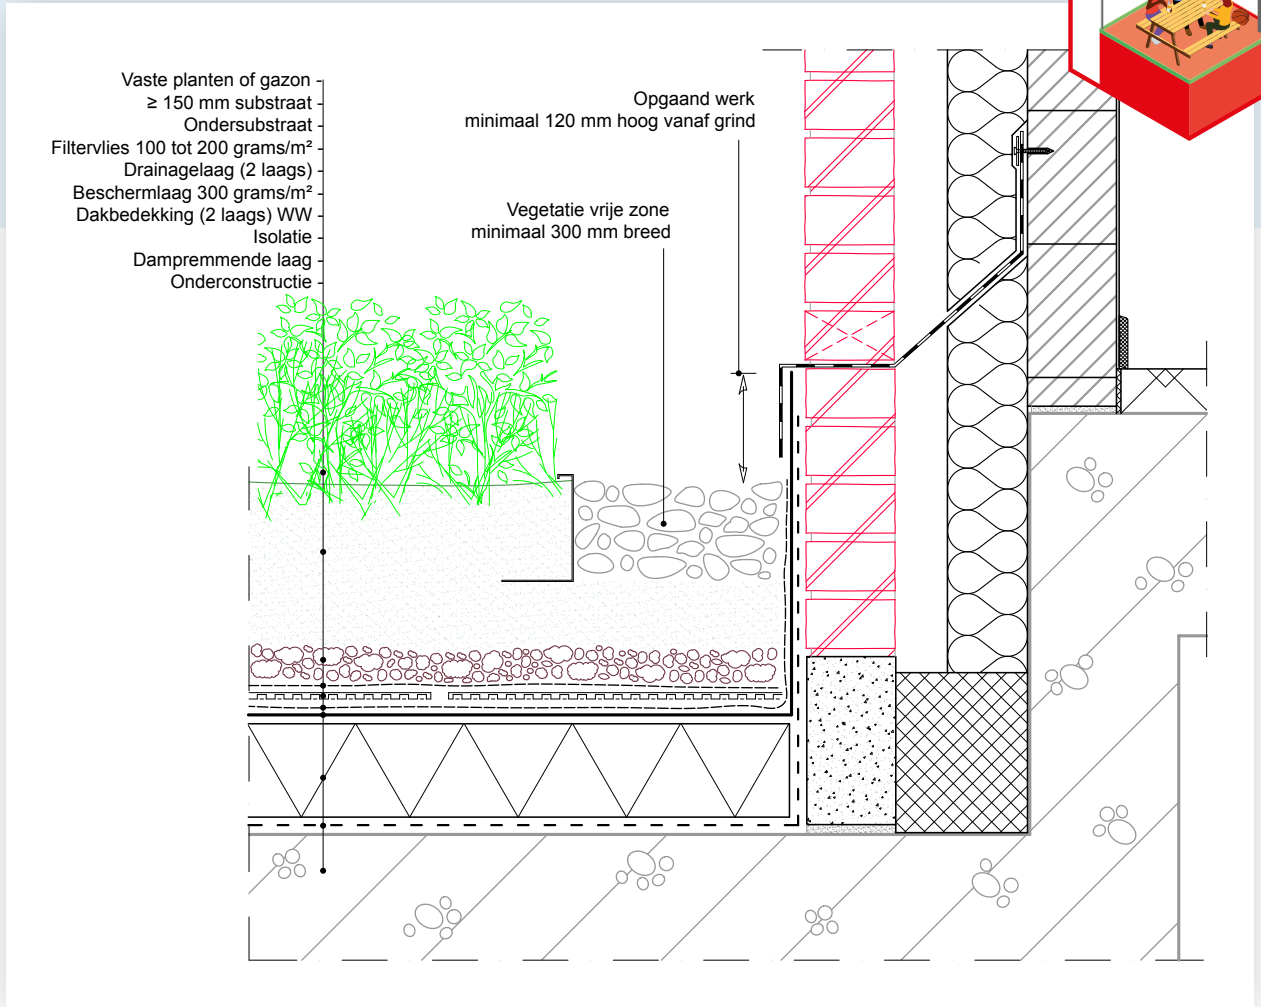 Vaste planten of gazon
≥ 150 mm substraat
Ondersubstraat
Filtervlies 100 tot 200 grams/m²
Drainagelaag (2 laags)
Beschermlaag 300 grams/m²
Dakbedekking (2 laags) WW
Isolatie
Dampremmende laag
Onderconstructie
Opgaand werk
minimaal 120 mm hoog vanaf grind
Vegetatie vrije zone
minimaal 300 mm breed